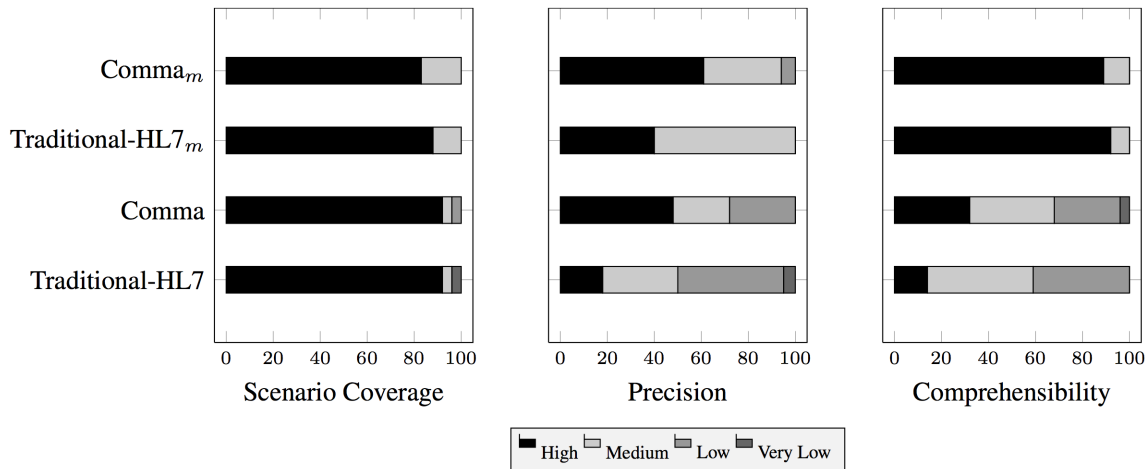 Comma_m
Traditional-HL7_m
Comma
Traditional-HL7
0 20 40 60 80 100
0 20 40 60 80 100
0 20 40 60 80 100
Scenario Coverage
Precision
Comprehensibility
High Medium Low Very Low